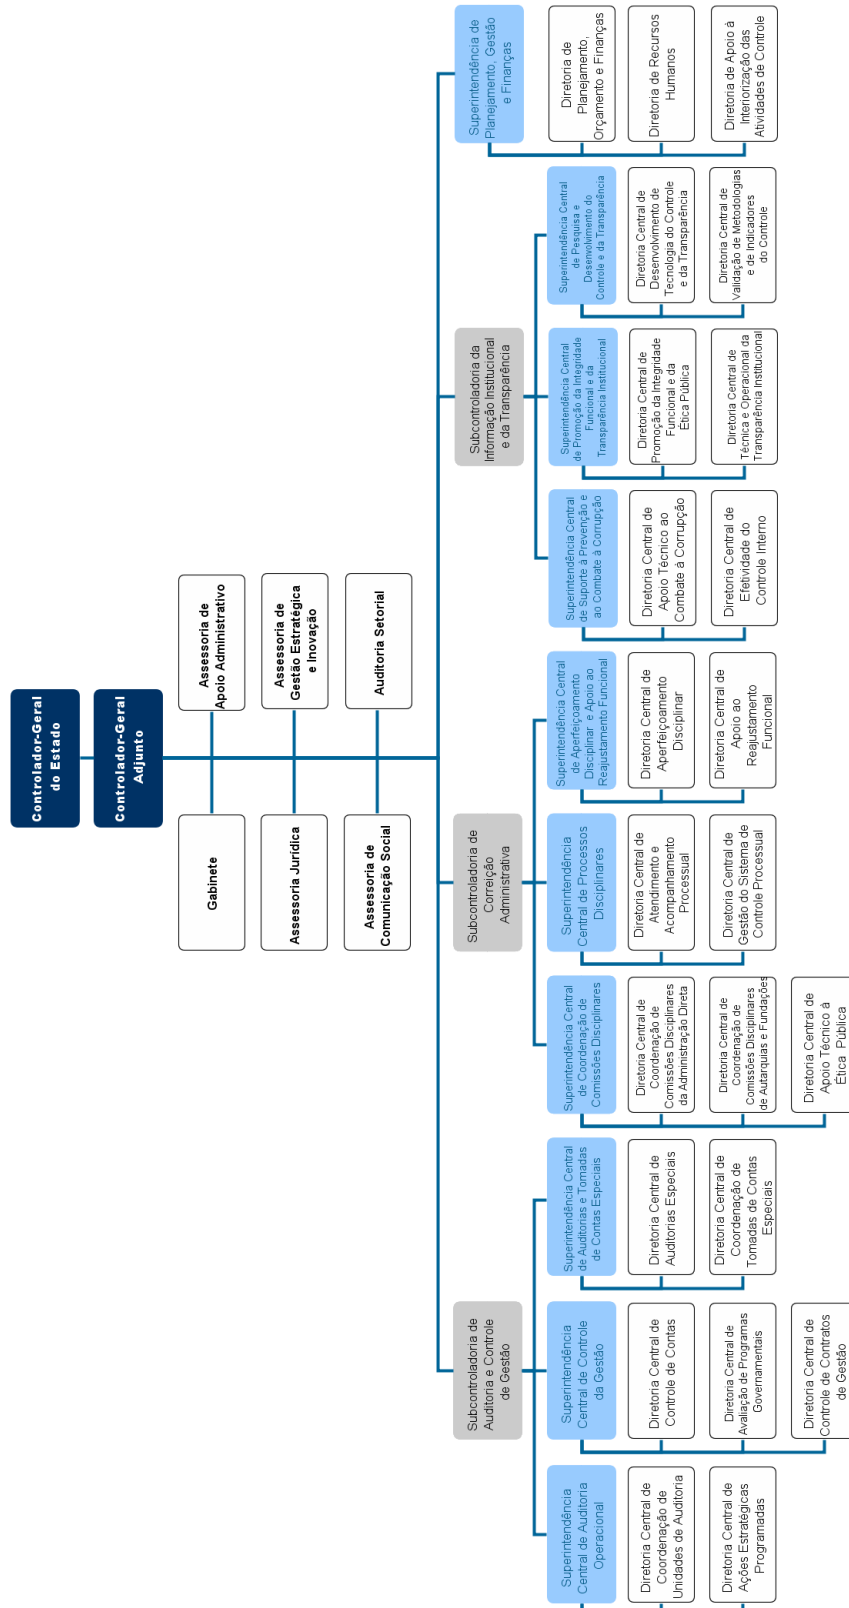 Controlador-Geral
do Estado
Controlador-Geral
Adjunto
Gabinete
Assessoria de
Apoio Administrativo
Assessoria Jurídica
Assessoria de
Gestão Estratégica
e Inovação
Assessoria de
Comunicação Social
Auditoria Setorial
Subcontroladoria de
Auditoria e Controle
de Gestão
Subcontroladoria de
Correição
Administrativa
Subcontroladoria da
Informação Institucional
e da Transparência
Superintendência de
Planejamento, Gestão
e Finanças
Superintendência
Central de Auditoria
Operacional
Diretoria Central de
Coordenação de
Unidades de Auditoria
Diretoria Central de
Ações Estratégicas
Programadas
Superintendência
Central de Controle
da Gestão
Diretoria Central de
Controle de Contas
Diretoria Central de
Avaliação de Programas
Governamentais
Diretoria Central de
Controle de Contratos
de Gestão
Superintendência Central
de Auditorias e Tomadas
de Contas Especiais
Diretoria Central de
Auditorias Especiais
Diretoria Central de
Coordenação de
Tomadas de Contas
Especiais
Superintendência Central
de Coordenação de
Comissões Disciplinares
Diretoria Central de
Coordenação de
Comissões Disciplinares
da Administração Direta
Diretoria Central de
Coordenação de
Comissões Disciplinares
de Autarquias e Fundações
Diretoria Central de
Apoio Técnico à
Ética Pública
Superintendência
Central de Processos
Disciplinares
Diretoria Central de
Atendimento e
Acompanhamento
Processual
Diretoria Central de
Gestão do Sistema de
Controle Processual
Superintendência Central
de Aperfeiçoamento
Disciplinar e Apoio ao
Reajustamento Funcional
Diretoria Central de
Aperfeiçoamento
Disciplinar
Diretoria Central de
Apoio ao
Reajustamento
Funcional
Superintendência Central
de Suporte à Prevenção e
ao Combate à Corrupção
Diretoria Central de
Apoio Técnico ao
Combate à Corrupção
Diretoria Central de
Efetividade do
Controle Interno
Superintendência Central
de Promoção da Integridade
Funcional e da
Transparência Institucional
Diretoria Central de
Promoção da Integridade
Funcional e da
Ética Pública
Diretoria Central de
Técnica e Operacional da
Transparência Institucional
Superintendência Central
de Pesquisa e
Desenvolvimento do
Controle e da Transparência
Diretoria Central de
Desenvolvimento de
Tecnologia do Controle
e da Transparência
Diretoria Central de
Validação de Metodologias
e de Indicadores
do Controle
Diretoria de
Planejamento,
Orçamento e Finanças
Diretoria de Recursos
Humanos
Diretoria de Apoio à
Interiorização das
Atividades de Controle